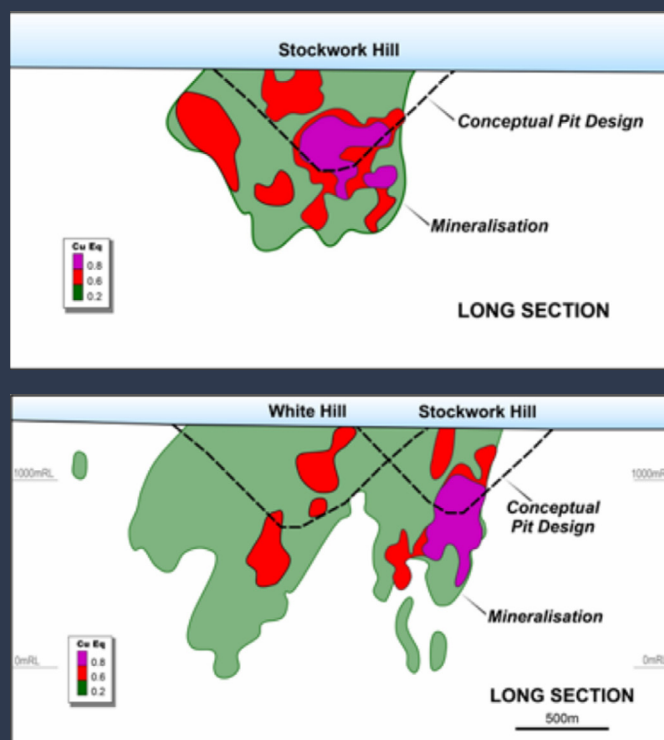 Stockwork Hill
Conceptual Pit Design
Mineralisation
Cu Eq
0.8
0.6
0.2
LONG SECTION
White Hill
Stockwork Hill
1000mRL
1000mRL
Conceptual
Pit Design
Mineralisation
Cu Eq
0.8
0.6
0.2
0mRL
0mRL
LONG SECTION
500m